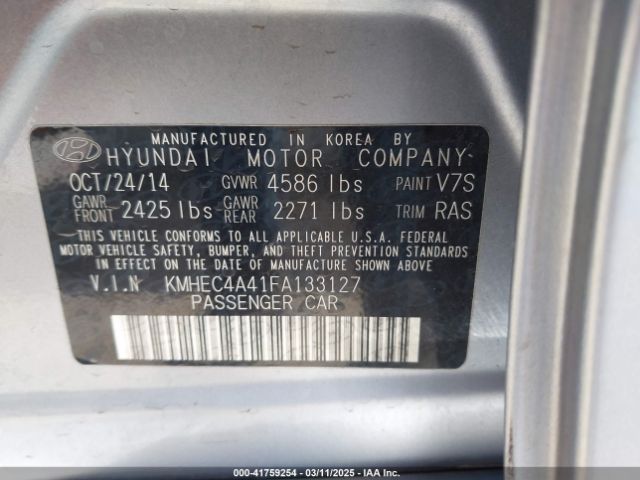 MANUFACTURED IN KOREA BY
HYUNDAI MOTOR COMPANY
OCT/24/14 GVWR 4586 lbs PAINT V7S
GAWR FRONT 2425 lbs GAWR REAR 2271 lbs TRIM RAS
THIS VEHICLE CONFORMS TO ALL APPLICABLE U.S.A. FEDERAL
MOTOR VEHICLE SAFETY, BUMPER, AND THEFT PREVENTION STANDARDS
IN EFFECT ON THE DATE OF MANUFACTURE SHOWN ABOVE.
V.I.N KMHEC4A41FA133127
PASSENGER CAR
000-41759254 - 03/11/2025 - IAA Inc.